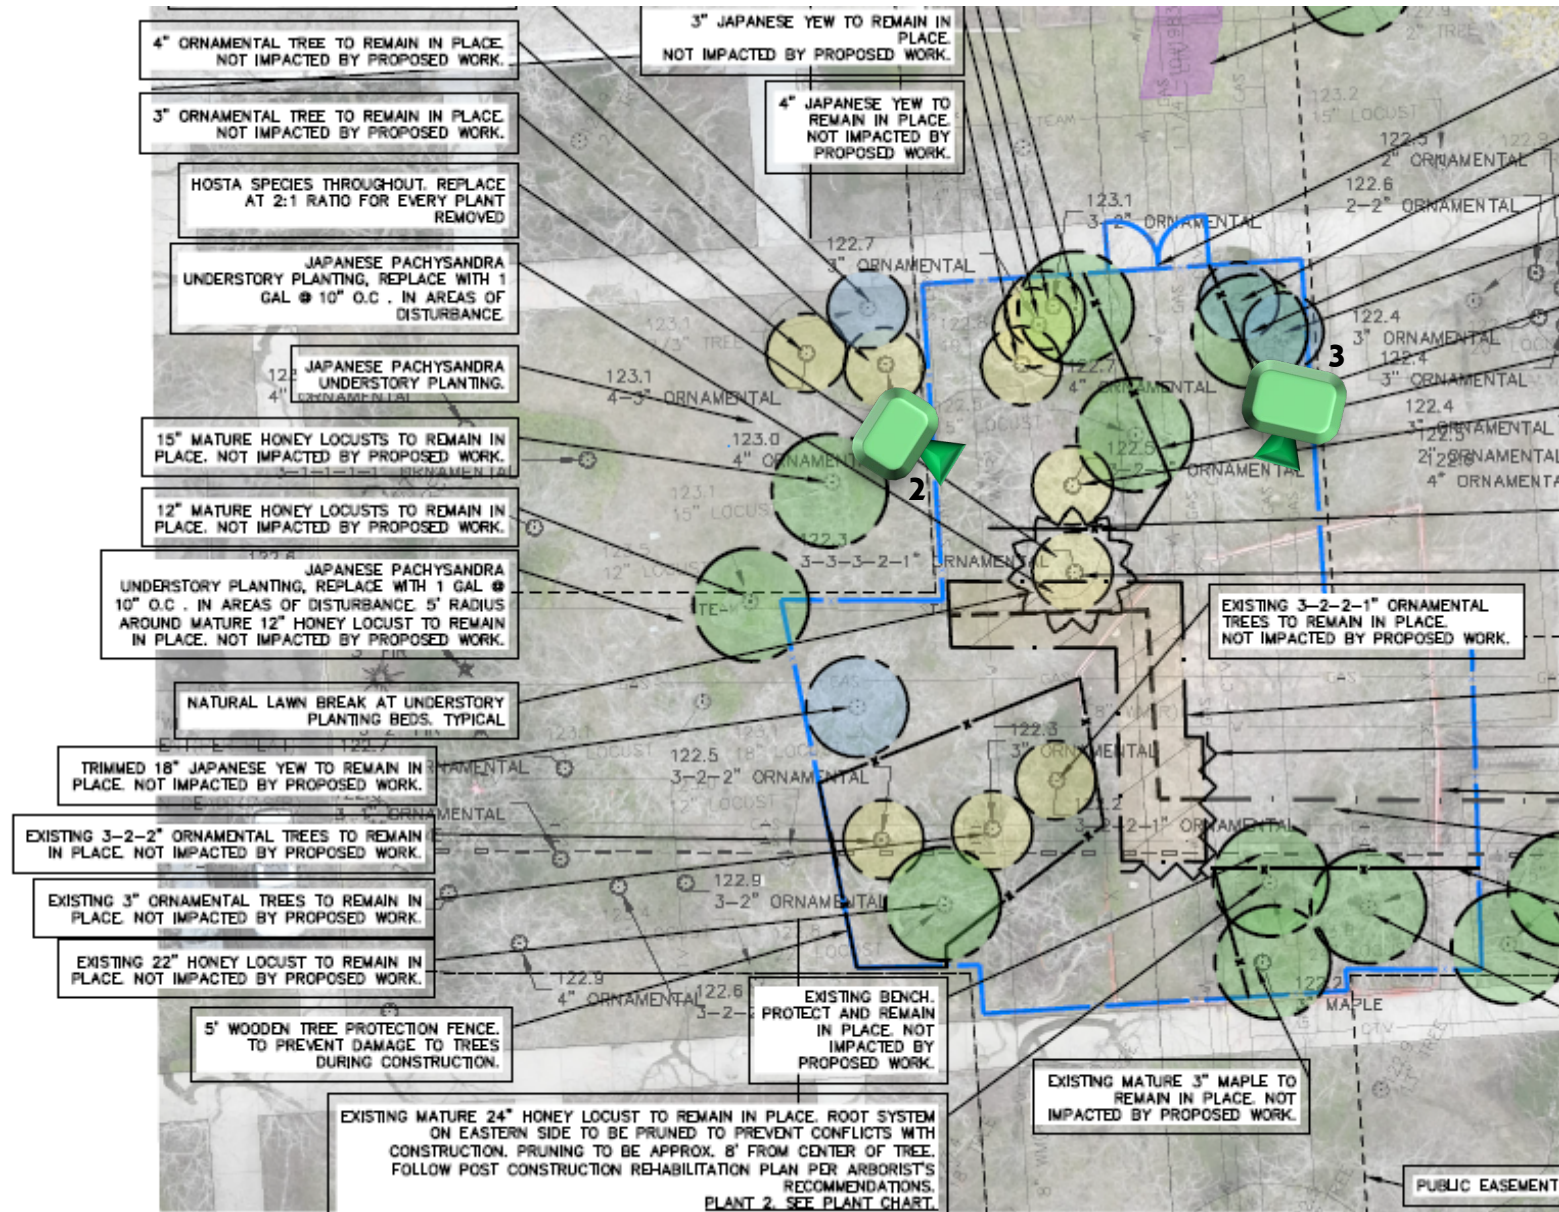 4" ORNAMENTAL TREE TO REMAIN IN PLACE.
NOT IMPACTED BY PROPOSED WORK.
3" ORNAMENTAL TREE TO REMAIN IN PLACE.
NOT IMPACTED BY PROPOSED WORK.
HOSTA SPECIES THROUGHOUT. REPLACE
AT 2:1 RATIO FOR EVERY PLANT
REMOVED
JAPANESE PACHYSANDRA
UNDERSTORY PLANTING, REPLACE WITH 1
GAL @ 10" O.C . IN AREAS OF
DISTURBANCE.
JAPANESE PACHYSANDRA
UNDERSTORY PLANTING.
15" MATURE HONEY LOCUSTS TO REMAIN IN
PLACE. NOT IMPACTED BY PROPOSED WORK.
12" MATURE HONEY LOCUSTS TO REMAIN IN
PLACE. NOT IMPACTED BY PROPOSED WORK.
JAPANESE PACHYSANDRA
UNDERSTORY PLANTING, REPLACE WITH 1 GAL @
10" O.C . IN AREAS OF DISTURBANCE. 5' RADIUS
AROUND MATURE 12" HONEY LOCUST TO REMAIN
IN PLACE. NOT IMPACTED BY PROPOSED WORK.
NATURAL LAWN BREAK AT UNDERSTORY
PLANTING BEDS. TYPICAL
TRIMMED 18" JAPANESE YEW TO REMAIN IN
PLACE. NOT IMPACTED BY PROPOSED WORK.
EXISTING 3-2-2" ORNAMENTAL TREES TO REMAIN
IN PLACE. NOT IMPACTED BY PROPOSED WORK.
EXISTING 3" ORNAMENTAL TREES TO REMAIN IN
PLACE. NOT IMPACTED BY PROPOSED WORK.
EXISTING 22" HONEY LOCUST TO REMAIN IN
PLACE. NOT IMPACTED BY PROPOSED WORK.
5' WOODEN TREE PROTECTION FENCE.
TO PREVENT DAMAGE TO TREES
DURING CONSTRUCTION.
EXISTING MATURE 24" HONEY LOCUST TO REMAIN IN PLACE. ROOT SYSTEM
ON EASTERN SIDE TO BE PRUNED TO PREVENT CONFLICTS WITH
CONSTRUCTION. PRUNING TO BE APPROX. 8' FROM CENTER OF TREE.
FOLLOW POST CONSTRUCTION REHABILITATION PLAN PER ARBORIST'S
RECOMMENDATIONS.
PLANT 2. SEE PLANT CHART.
EXISTING BENCH.
PROTECT AND REMAIN
IN PLACE. NOT
IMPACTED BY
PROPOSED WORK.
EXISTING MATURE 3" MAPLE TO
REMAIN IN PLACE. NOT
IMPACTED BY PROPOSED WORK.
PUBLIC EASEMENT
EXISTING 3-2-2-1" ORNAMENTAL
TREES TO REMAIN IN PLACE.
NOT IMPACTED BY PROPOSED WORK.
3" JAPANESE YEW TO REMAIN IN
PLACE.
NOT IMPACTED BY PROPOSED WORK.
4" JAPANESE YEW TO
REMAIN IN PLACE.
NOT IMPACTED BY
PROPOSED WORK.
2
3
122.7
3" ORNAMENTAL
123.1
3-2" ORNAMENTAL
123.2
15" LOCUST
122.5
2" ORNAMENTAL
122.6
2-2" ORNAMENTAL
122.4
3" ORNAMENTAL
122.4
3" ORNAMENTAL
122.4
123.1
4-3" ORNAMENTAL
123.0
122.7
4" ORNAMENTAL
123.1
15" LOCUST
122.3
3-3-3-2-1" ORNAMENTAL
122.5
3-2-2" ORNAMENTAL
122.3
3" ORNAMENTAL
122.2
3-2-2-1" ORNAMENTAL
122.9
3-2" ORNAMENTAL
122.9
4" ORNAMENTAL
122.6
122.2
3" MAPLE
TEAM
GAS
CTV